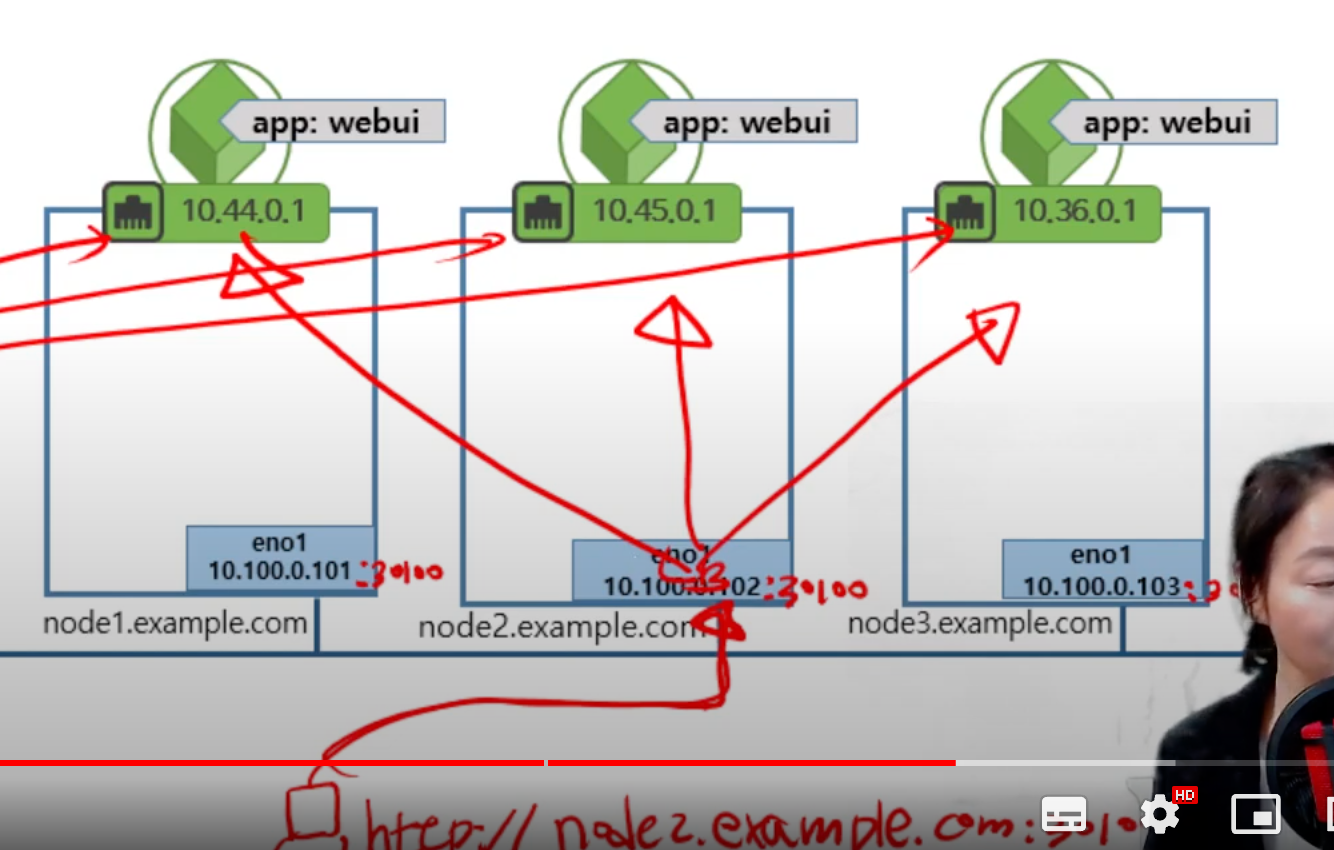 app: webui
app: webui
app: webui
10.44.0.1
10.45.0.1
10.36.0.1
eno1
10.100.0.101 :30100
eno1
10.100.0.102 :30100
eno1
10.100.0.103
node1.example.com
node2.example.com
node3.example.com
http://node2.example.com:
HD